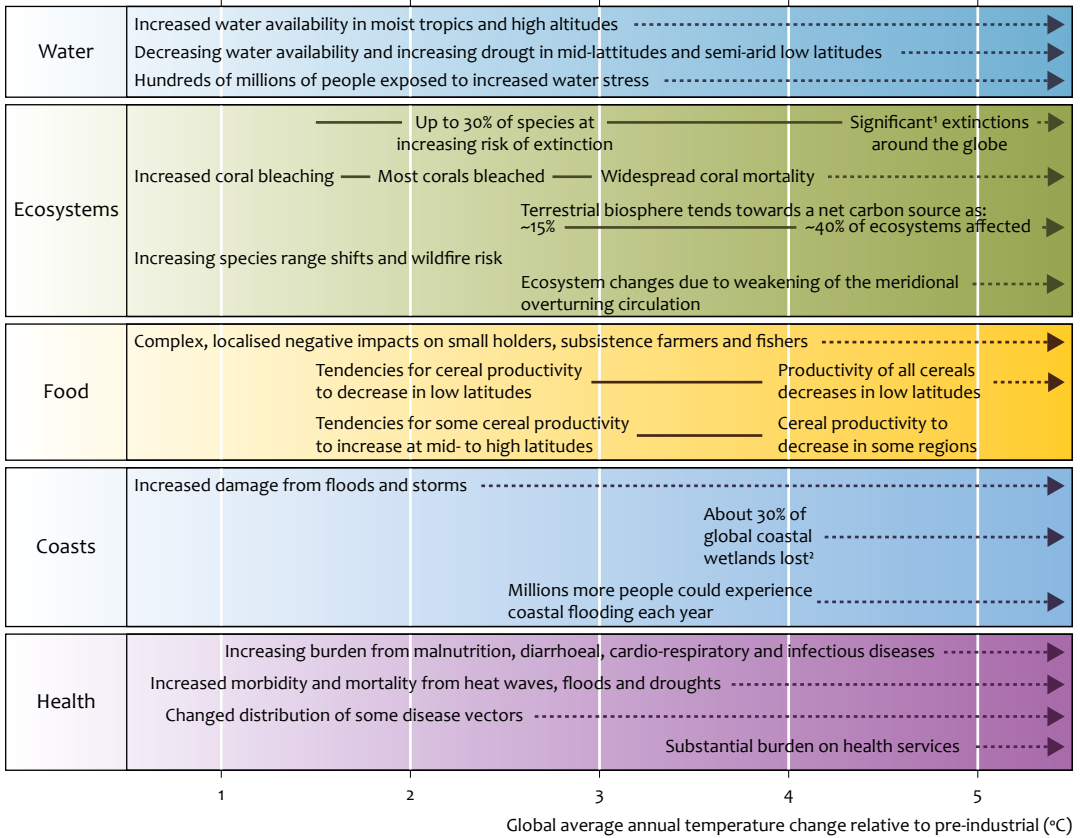 Water
Increased water availability in moist tropics and high altitudes
Decreasing water availability and increasing drougt in mid-lattitudes and semi-arid low latitudes
Hundreds of millions of people exposed to increased water stress
Ecosystems
Up to 30% of species at
increasing risk of extinction
Significant¹ extinctions
around the globe
Increased coral bleaching
Most corals bleached
Widespread coral mortality
Terrestrial biosphere tends towards a net carbon source as:
~15%
~40% of ecosystems affected
Increasing species range shifts and wildfire risk
Ecosystem changes due to weakening of the meridional
overturning circulation
Food
Complex, localised negative impacts on small holders, subsistence farmers and fishers
Tendencies for cereal productivity
to decrease in low latitudes
Productivity of all cereals
decreases in low latitudes
Tendencies for some cereal productivity
to increase at mid- to high latitudes
Cereal productivity to
decrease in some regions
Coasts
Increased damage from floods and storms
About 30% of
global coastal
wetlands lost²
Millions more people could experience
coastal flooding each year
Health
Increasing burden from malnutrition, diarrhoeal, cardio-respiratory and infectious diseases
Increased morbidity and mortality from heat waves, floods and droughts
Changed distribution of some disease vectors
Substantial burden on health services
1 2 3 4 5
Global average annual temperature change relative to pre-industrial (°C)